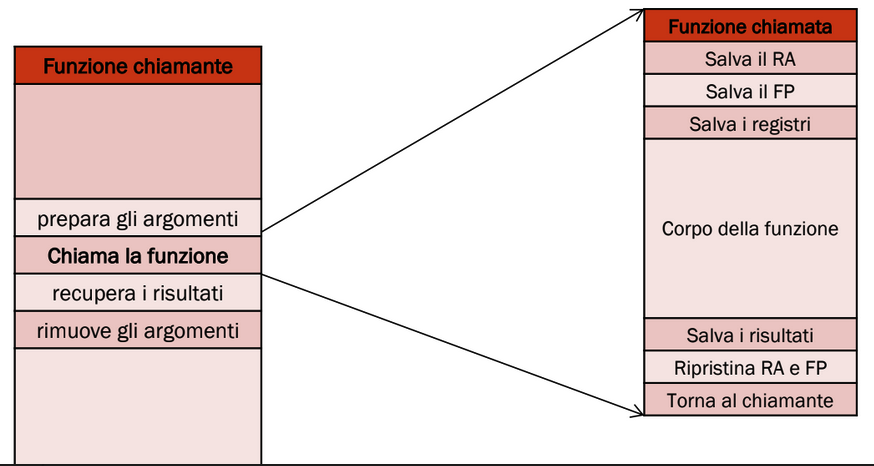 Funzione chiamante
prepara gli argomenti
Chiama la funzione
recupera i risultati
rimuove gli argomenti
Funzione chiamata
Salva il RA
Salva il FP
Salva i registri
Corpo della funzione
Salva i risultati
Ripristina RA e FP
Torna al chiamante